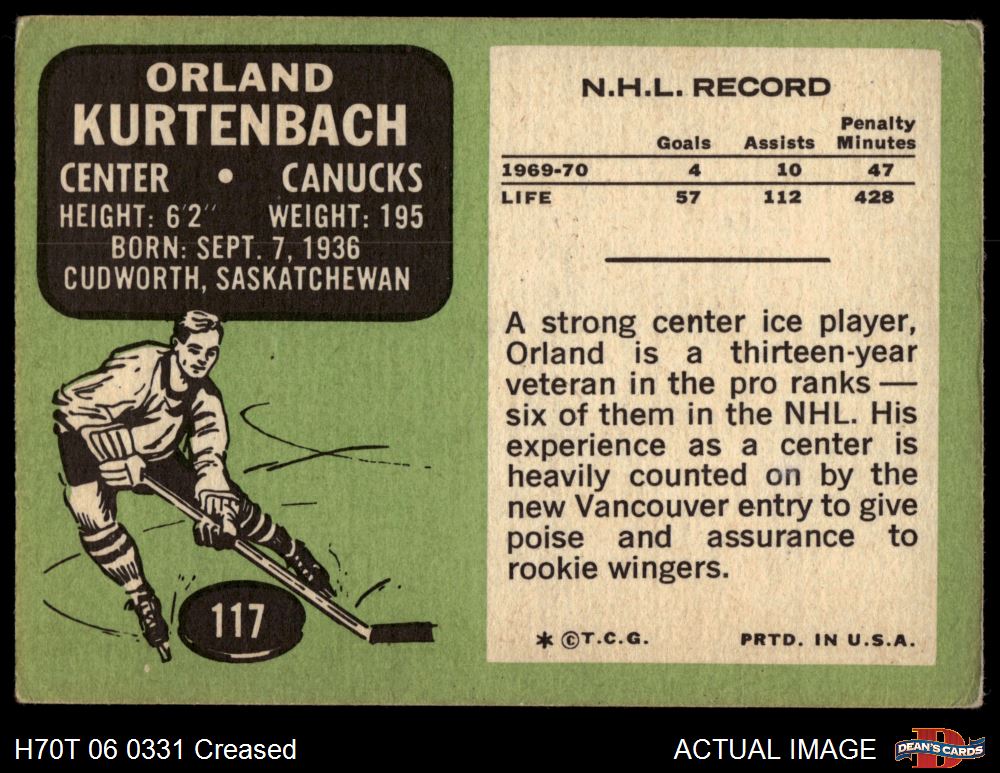 ORLAND
KURTENBACH
CENTER • CANUCKS
HEIGHT: 6'2" WEIGHT: 195
BORN: SEPT. 7, 1936
CUDWORTH, SASKATCHEWAN
117
N.H.L. RECORD
Goals Assists Penalty Minutes
1969-70 4 10 47
LIFE 57 112 428
A strong center ice player,
Orland is a thirteen-year
veteran in the pro ranks —
six of them in the NHL. His
experience as a center is
heavily counted on by the
new Vancouver entry to give
poise and assurance to
rookie wingers.
* © T.C.G. PRTD. IN U.S.A.
H70T 06 0331 Creased
ACTUAL IMAGE
D
DEAN'S CARDS